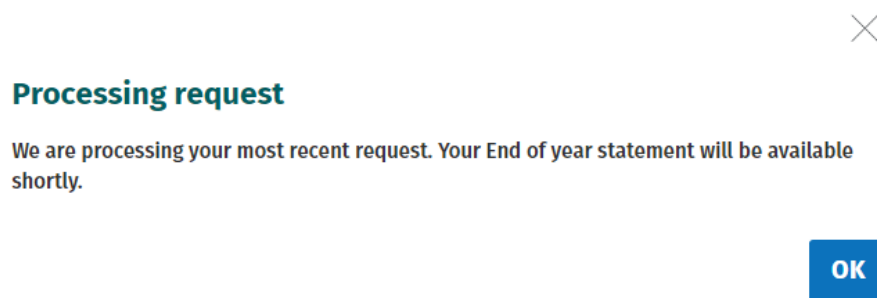 Processing request
We are processing your most recent request. Your End of year statement will be available
shortly.
OK